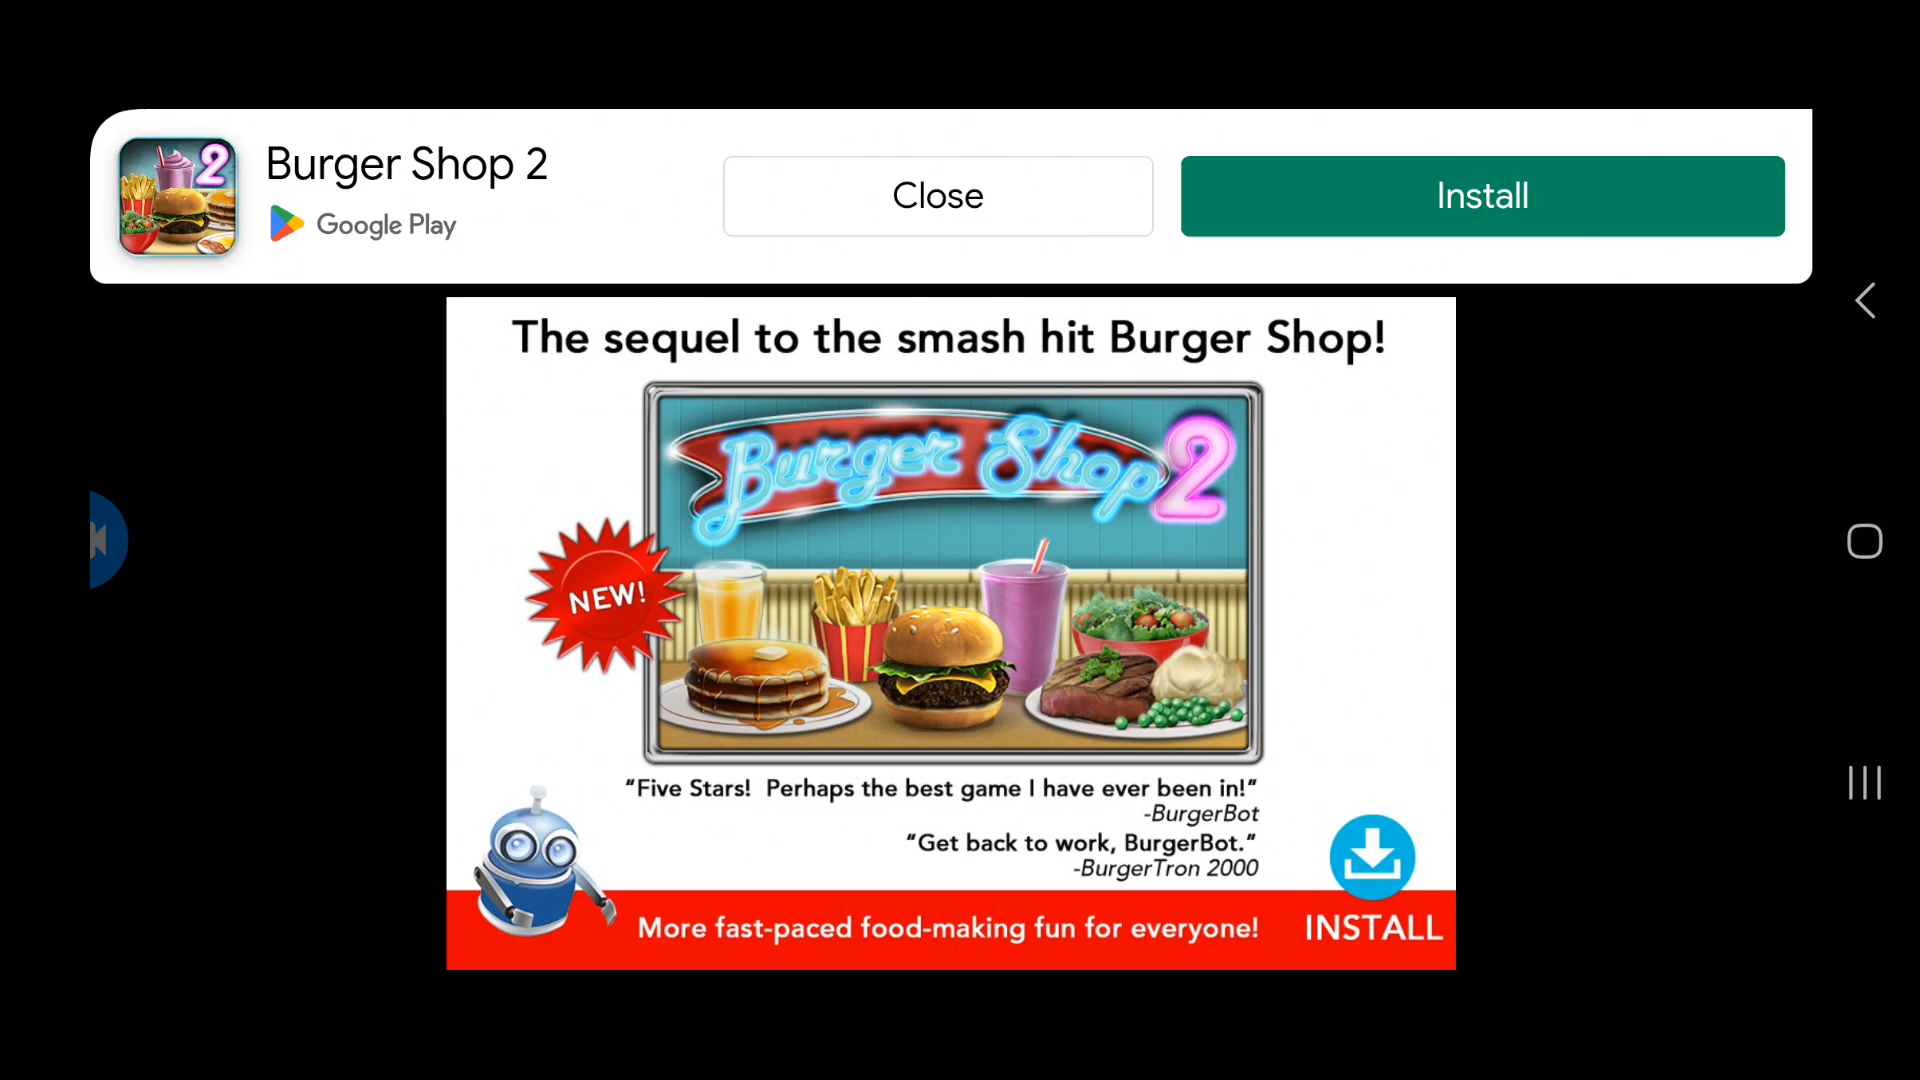 2
Burger Shop 2
Google Play
Close
Install
The sequel to the smash hit Burger Shop!
Burger Shop 2
NEW!
"Five Stars!  Perhaps the best game I have ever been in!"
-BurgerBot
"Get back to work, BurgerBot."
-BurgerTron 2000
More fast-paced food-making fun for everyone!
INSTALL